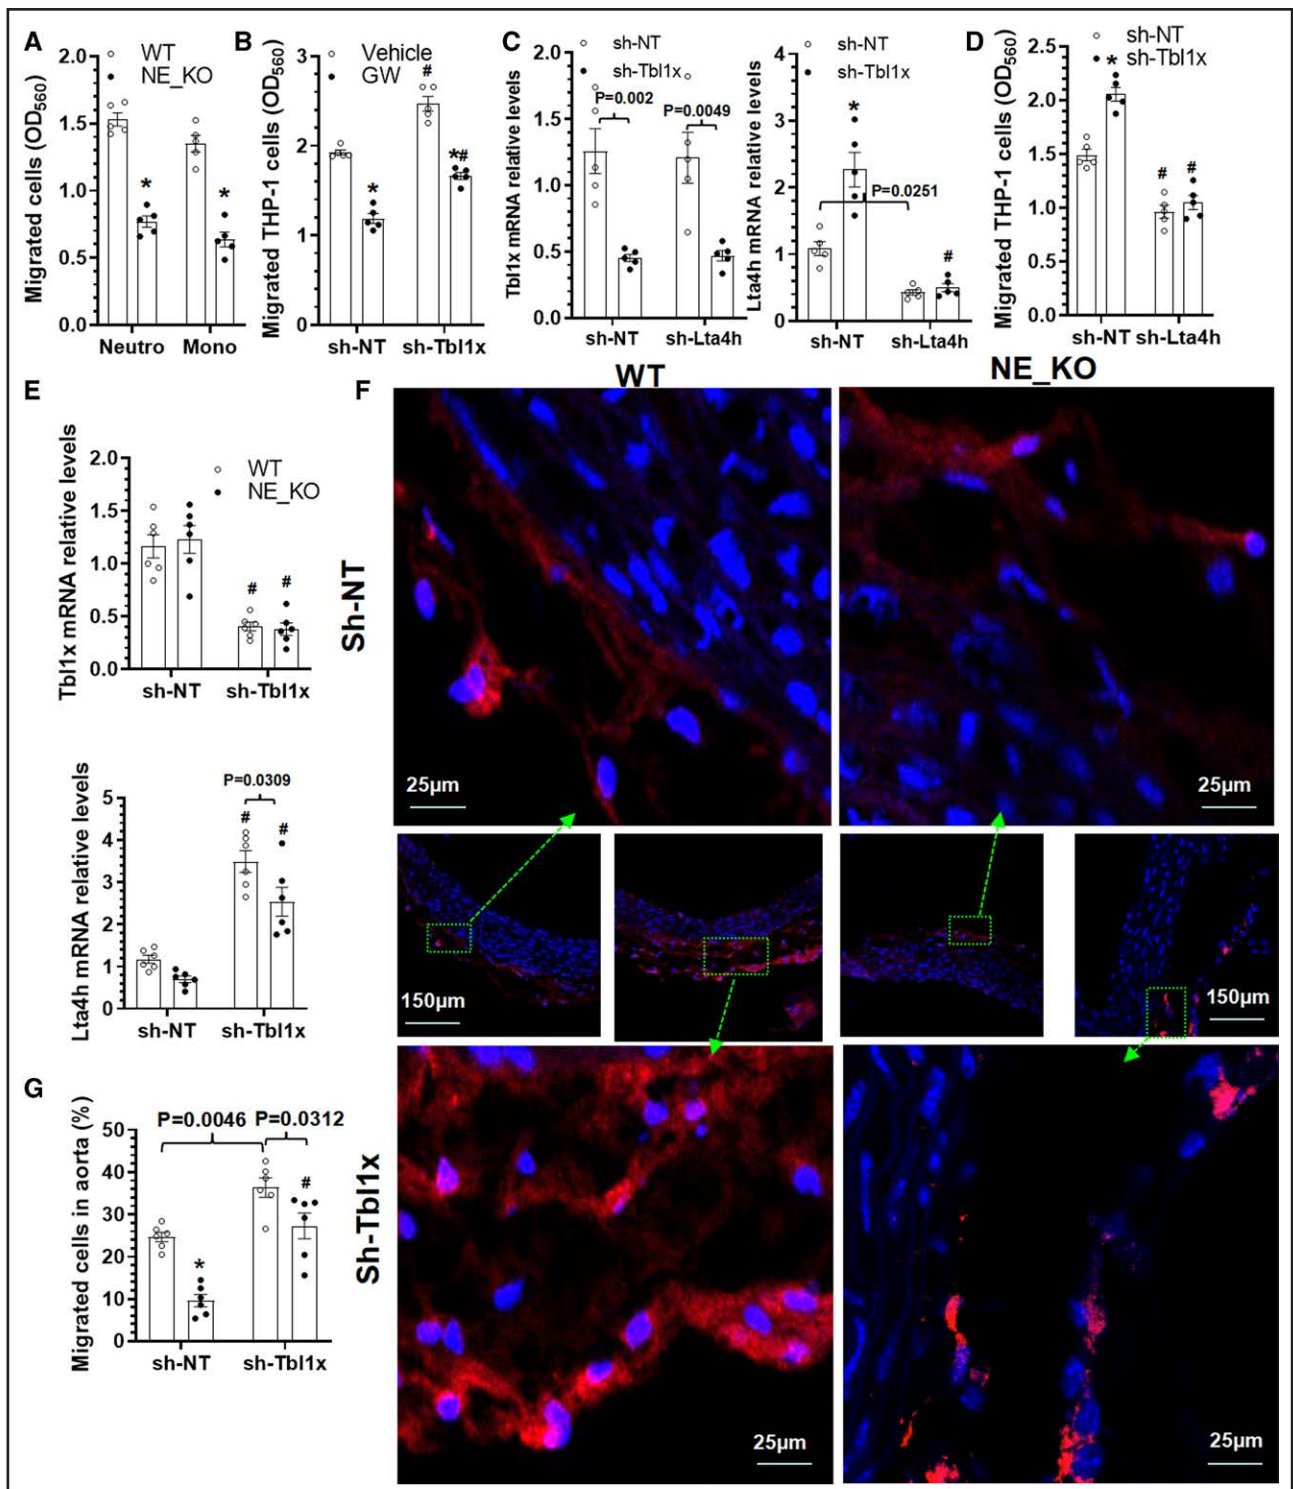 A
Migrated cells (OD560)
2.0
1.5
1.0
0.5
0.0
WT
NE_KO
*
*
Neutro
Mono
B
Migrated THP-1 cells (OD560)
3
2
1
0
Vehicle
GW
*
#
*#
sh-NT
sh-Tbl1x
C
Tbl1x mRNA relative levels
2.0
1.5
1.0
0.5
0.0
sh-NT
sh-Tbl1x
P=0.002
P=0.0049
sh-NT
sh-Lta4h
Lta4h mRNA relative levels
4
3
2
1
0
sh-NT
sh-Tbl1x
*
P=0.0251
#
sh-NT
sh-Lta4h
D
Migrated THP-1 cells (OD560)
2.5
2.0
1.5
1.0
0.5
0.0
sh-NT
sh-Tbl1x
*
#
#
sh-NT
sh-Lta4h
E
Tbl1x mRNA relative levels
2.0
1.5
1.0
0.5
0.0
WT
NE_KO
#
#
sh-NT
sh-Tbl1x
Lta4h mRNA relative levels
5
4
3
2
1
0
P=0.0309
#
#
sh-NT
sh-Tbl1x
F
WT
NE_KO
Sh-NT
25μm
25μm
150μm
150μm
Sh-Tbl1x
25μm
25μm
G
Migrated cells in aorta (%)
50
40
30
20
10
0
P=0.0046
P=0.0312
*
#
sh-NT
sh-Tbl1x